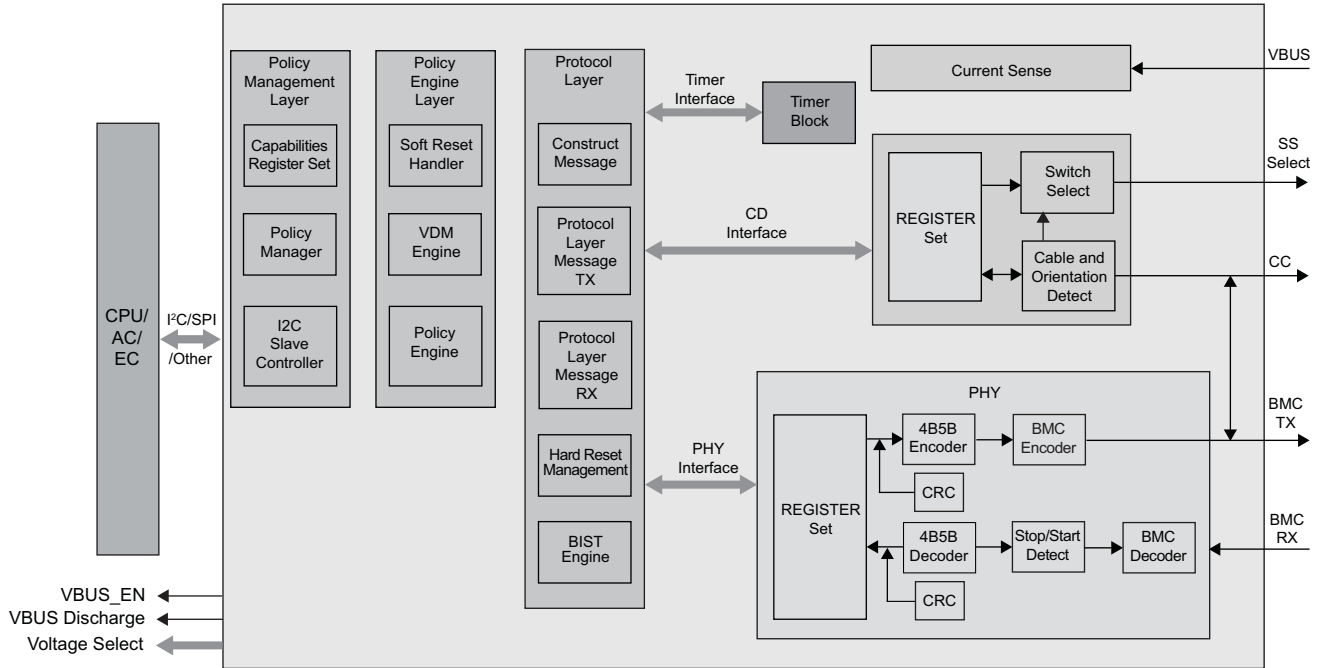 CPU/
AC/
EC
I²C/SPI
/Other
VBUS_EN
VBUS Discharge
Voltage Select
Policy
Management
Layer
Capabilities
Register Set
Policy
Manager
I2C
Slave
Controller
Policy
Engine
Layer
Soft Reset
Handler
VDM
Engine
Policy
Engine
Protocol
Layer
Construct
Message
Protocol
Layer
Message
TX
Protocol
Layer
Message
RX
Hard Reset
Management
BIST
Engine
Timer
Interface
Timer
Block
CD
Interface
PHY
Interface
Current Sense
VBUS
REGISTER
Set
Switch
Select
Cable and
Orientation
Detect
SS
Select
CC
PHY
REGISTER
Set
4B5B
Encoder
BMC
Encoder
CRC
4B5B
Decoder
Stop/Start
Detect
BMC
Decoder
CRC
BMC
TX
BMC
RX